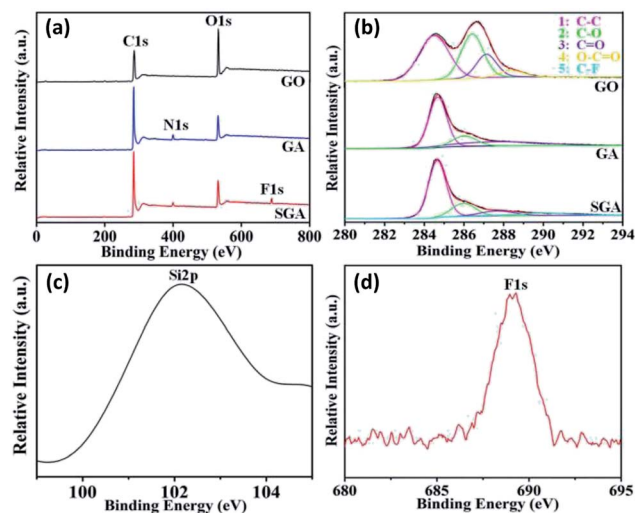 (a)
C1s
O1s
GO
N1s
GA
F1s
SGA
0 200 400 600 800
Binding Energy (eV)
Relative Intensity (a.u.)
(b)
1: C-C
2: C-O
3: C=O
4: O-C=O
5: C-F
GO
GA
SGA
280 282 284 286 288 290 292 294
Binding Energy (eV)
Relative Intensity (a.u.)
(c)
Si2p
100 102 104
Binding Energy (eV)
Relative Intensity (a.u.)
(d)
F1s
680 685 690 695
Binding Energy (eV)
Relative Intensity (a.u.)